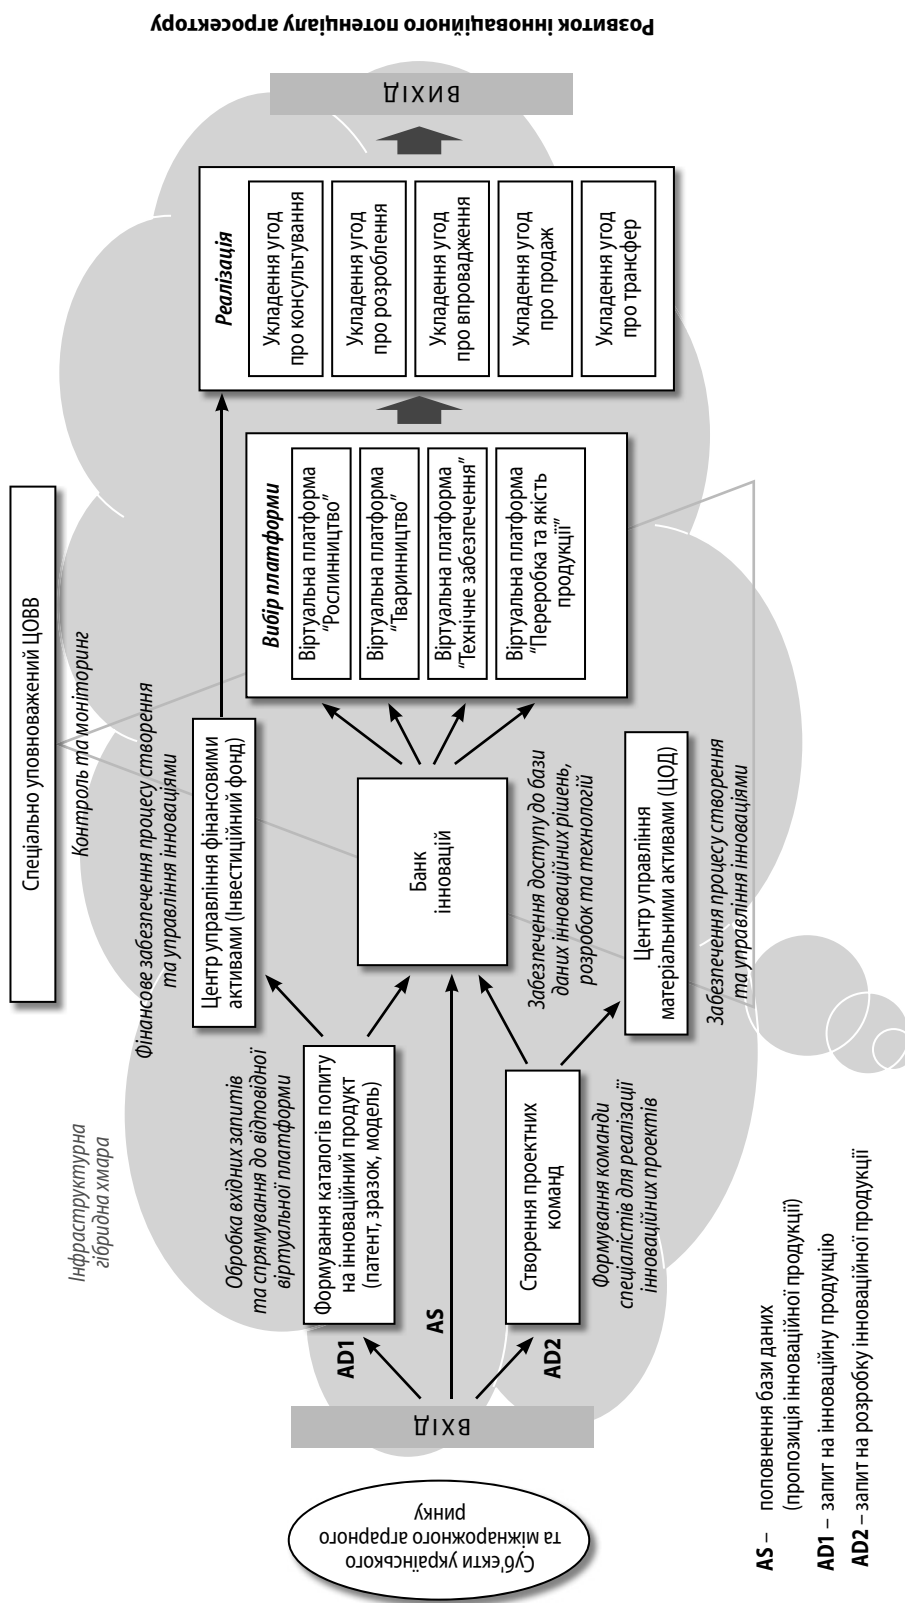 Спеціально уповноважений ЦОВВ
Контроль та моніторинг
Інфраструктурна
гібридна хмара
Фінансове забезпечення процесу створення
та управління інноваціями
Центр управління фінансовими
активами (Інвестиційний фонд)
Обробка вхідних запитів
та спрямування до відповідної
віртуальної платформи
Формування каталогів попиту
на інноваційний продукт
(патент, зразок, модель)
Суб'єкти українського
та міжнарожного аграрного
ринку
ВХІД
AD1
AS
AD2
Створення проектних
команд
Формування команди
спеціалістів для реалізації
інноваційних проектів
Банк
інновацій
Забезпечення доступу до бази
даних інноваційних рішень,
розробок та технологій
Центр управління
матеріальними активами (ЦОД)
Забезпечення процесу створення
та управління інноваціями
Вибір платформи
Віртуальна платформа
“Рослинництво”
Віртуальна платформа
“Тваринництво”
Віртуальна платформа
“Технічне забезпечення”
Віртуальна платформа
“Переробка та якість
продукції”
Реалізація
Укладення угод
про консультування
Укладення угод
про розроблення
Укладення угод
про впровадження
Укладення угод
про продаж
Укладення угод
про трансфер
ВИХІД
Розвиток інноваційного потенціалу агросектору
AS – поповнення бази даних
(пропозиція інноваційної продукції)
AD1 – запит на інноваційну продукцію
AD2 – запит на розробку інноваційної продукції